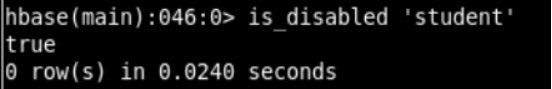 hbase(main):046:0> is_disabled 'student'
true
0 row(s) in 0.0240 seconds